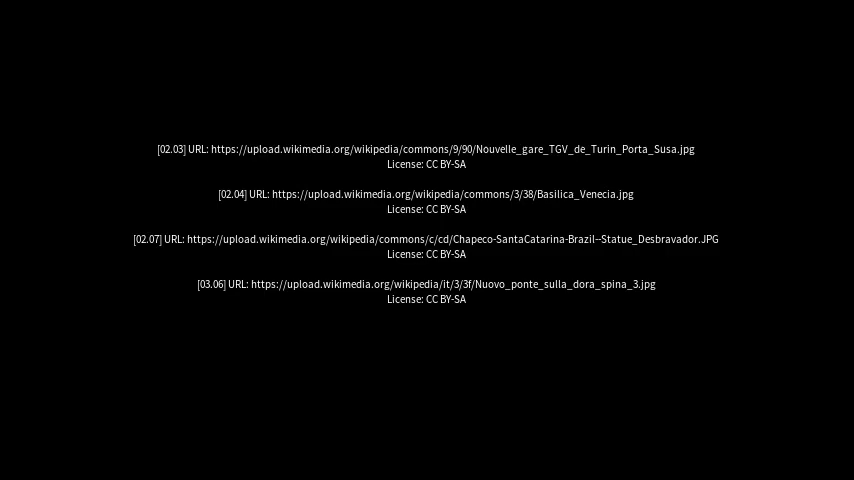 [02.03] URL: https://upload.wikimedia.org/wikipedia/commons/9/90/Nouvelle_gare_TGV_de_Turin_Porta_Susa.jpg
License: CC BY-SA
[02.04] URL: https://upload.wikimedia.org/wikipedia/commons/3/38/Basilica_Venecia.jpg
License: CC BY-SA
[02.07] URL: https://upload.wikimedia.org/wikipedia/commons/c/cd/Chapeco-SantaCatarina-Brazil--Statue_Desbravador.JPG
License: CC BY-SA
[03.06] URL: https://upload.wikimedia.org/wikipedia/it/3/3f/Nuovo_ponte_sulla_dora_spina_3.jpg
License: CC BY-SA